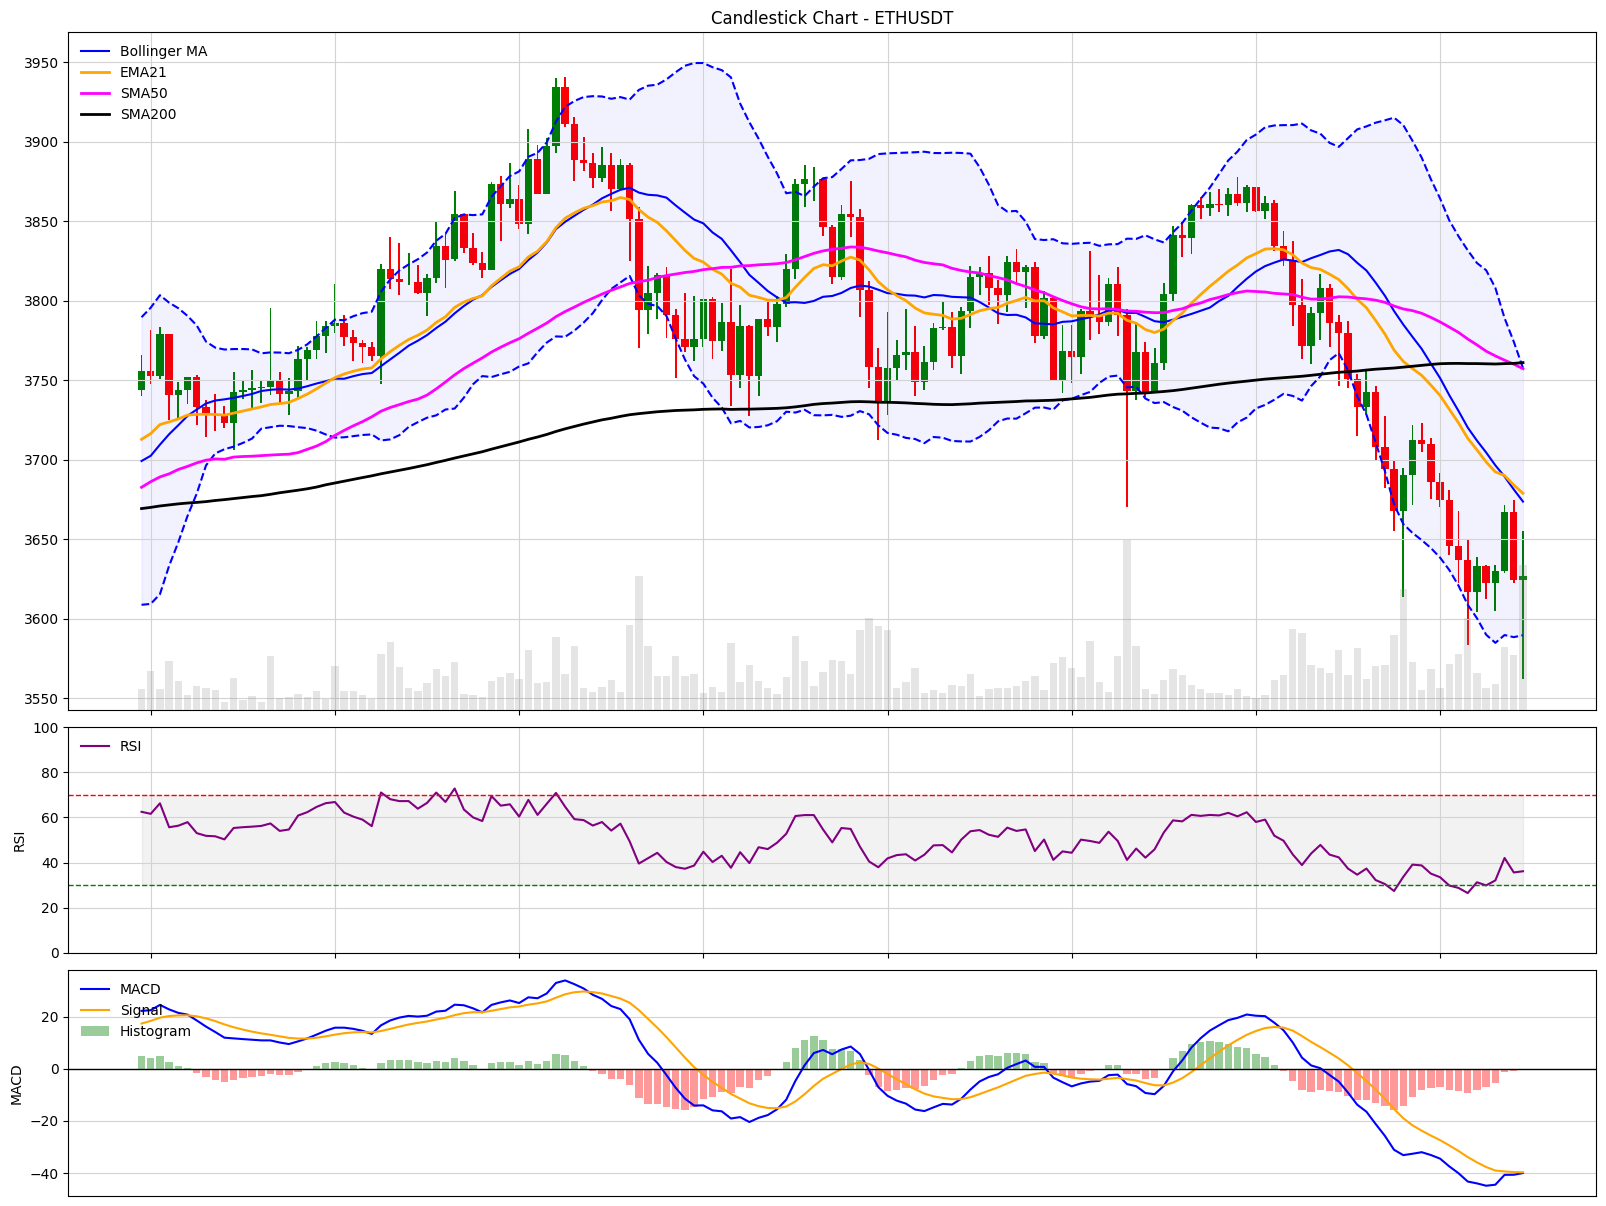 Candlestick Chart - ETHUSDT
Bollinger MA
EMA21
SMA50
SMA200
3950
3900
3850
3800
3750
3700
3650
3600
3550
RSI
100
80
60
40
20
0
RSI
MACD
Signal
Histogram
20
0
−20
−40
MACD